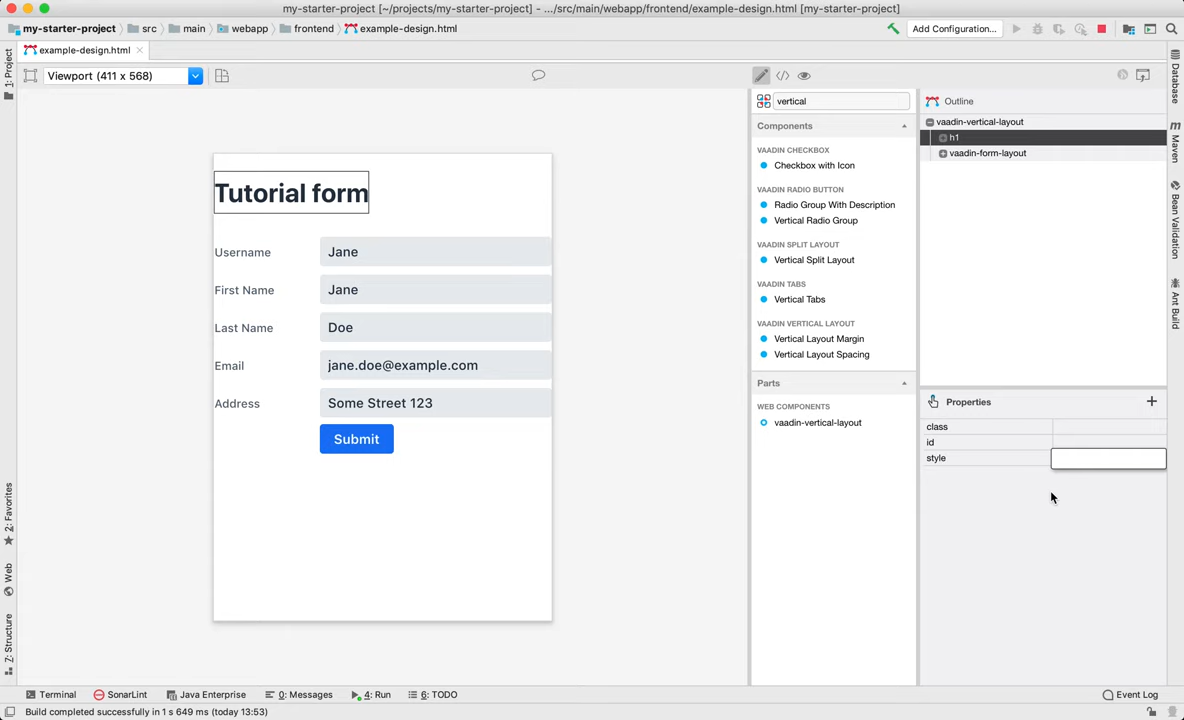 my-starter-project [~/projects/my-starter-project] - .../src/main/webapp/frontend/example-design.html [my-starter-project]
my-starter-project src main webapp frontend example-design.html Add Configuration...
example-design.html
Viewport (411 x 568)
1: Project
2: Favorites
Web
Z: Structure
Tutorial form
Username Jane
First Name Jane
Last Name Doe
Email jane.doe@example.com
Address Some Street 123
Submit
vertical
Components
VAADIN CHECKBOX
Checkbox with Icon
VAADIN RADIO BUTTON
Radio Group With Description
Vertical Radio Group
VAADIN SPLIT LAYOUT
Vertical Split Layout
VAADIN TABS
Vertical Tabs
VAADIN VERTICAL LAYOUT
Vertical Layout Margin
Vertical Layout Spacing
Parts
WEB COMPONENTS
vaadin-vertical-layout
Outline
vaadin-vertical-layout
h1
vaadin-form-layout
Properties
class
id
style
Database
m Maven
Bean Validation
Ant Build
Terminal SonarLint Java Enterprise 0: Messages 4: Run 6: TODO Event Log
Build completed successfully in 1 s 649 ms (today 13:53)